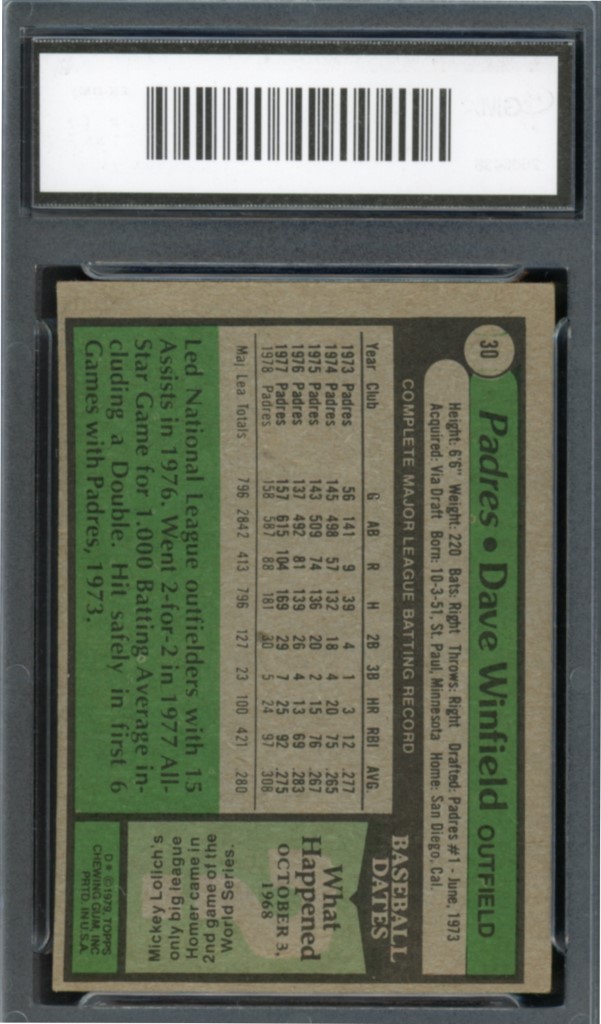 30
Padres • Dave Winfield OUTFIELD
Height: 6'6" Weight: 220 Bats: Right Throws: Right Drafted: Padres #1 - June, 1973
Acquired: Via Draft Born: 10-3-51, St. Paul, Minnesota Home: San Diego, Cal.
COMPLETE MAJOR LEAGUE BATTING RECORD
Year Club G AB R H 2B 3B HR RBI AVG.
1973 Padres 56 141 9 39 4 1 3 12 .277
1974 Padres 145 498 57 132 18 4 20 75 .265
1975 Padres 143 509 74 136 20 2 15 76 .267
1976 Padres 137 492 81 139 26 4 13 69 .283
1977 Padres 157 615 104 169 29 7 25 92 .275
1978 Padres 158 587 88 181 30 5 24 97 .308
Maj Lea Totals 796 2842 413 796 127 23 100 421 .280
Led National League outfielders with 15
Assists in 1976. Went 2-for-2 in 1977 All-
Star Game for 1.000 Batting Average in-
cluding a Double. Hit safely in first 6
Games with Padres, 1973.
BASEBALL
DATES
What
Happened
OCTOBER 3,
1968
Mickey Lolich's
only big league
Homer came in
2nd game of the
World Series.
D* ©1979, TOPPS
CHEWING GUM, INC
PRTD. IN U.S.A.